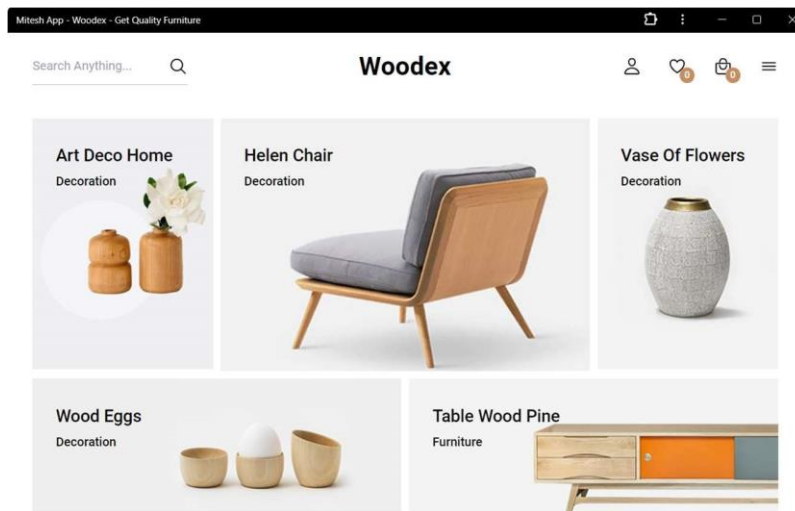 Mitesh App - Woodex - Get Quality Furniture
Search Anything...
Woodex
0
0
Art Deco Home
Decoration
Helen Chair
Decoration
Vase Of Flowers
Decoration
Wood Eggs
Decoration
Table Wood Pine
Furniture